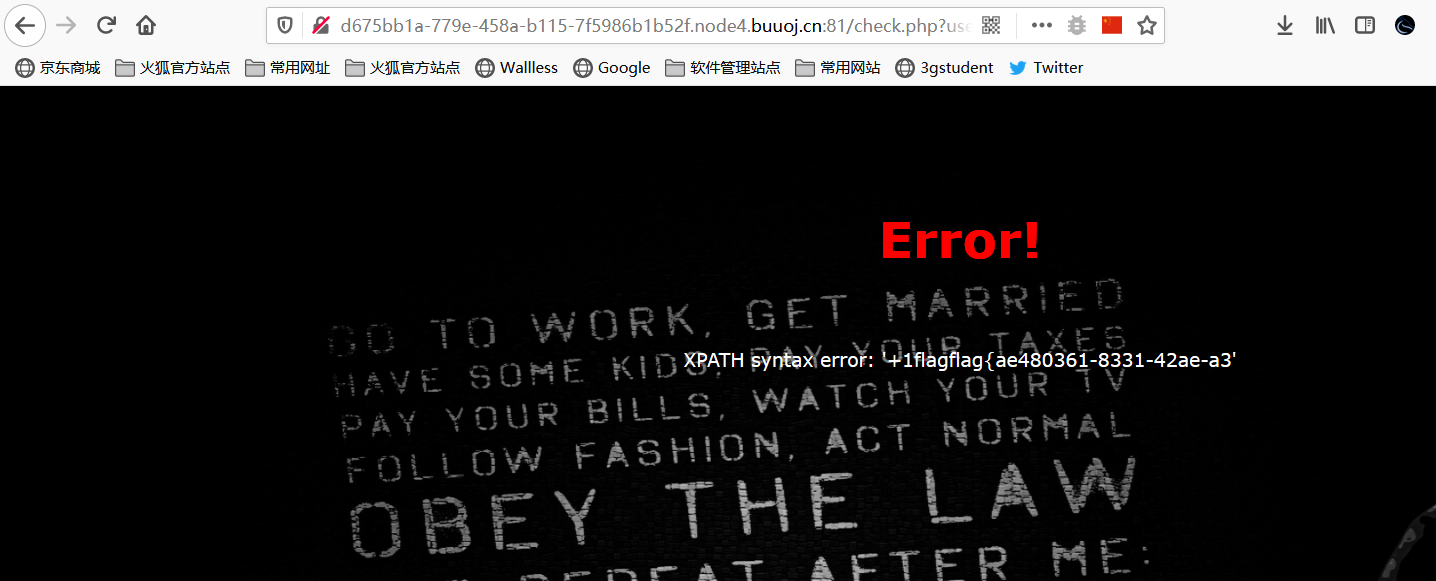 d675bb1a-779e-458a-b115-7f5986b1b52f.node4.buuoj.cn:81/check.php?use
京东商城 火狐官方站点 常用网址 火狐官方站点 Wallless Google 软件管理站点 常用网站 3gstudent Twitter
Error!
GO TO WORK, GET MARRIED
HAVE SOME KIDS, PAY YOUR TAXES
XPATH syntax error: '~+1flagflag{ae480361-8331-42ae-a3'
PAY YOUR BILLS, WATCH YOUR TV
FOLLOW FASHION, ACT NORMAL
OBEY THE LAW
REPEAT AFTER ME: